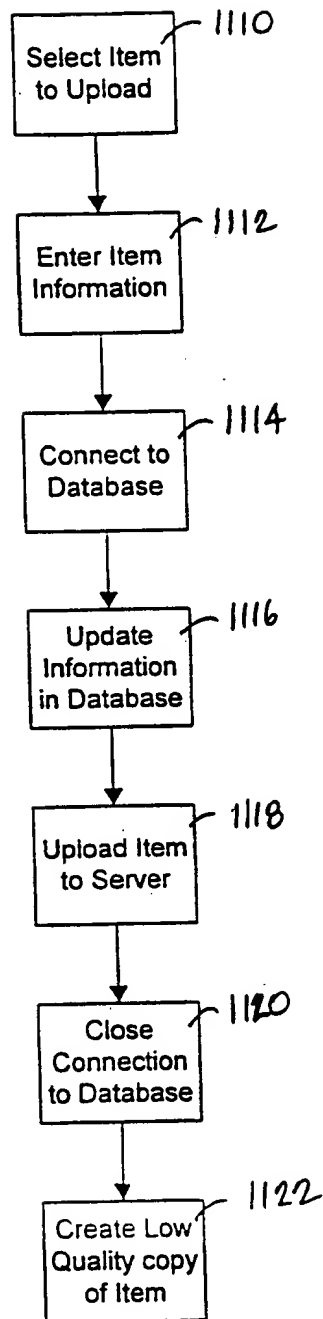 1110
Select Item
to Upload
1112
Enter Item
Information
1114
Connect to
Database
1116
Update
Information
in Database
1118
Upload Item
to Server
1120
Close
Connection
to Database
1122
Create Low
Quality copy
of Item